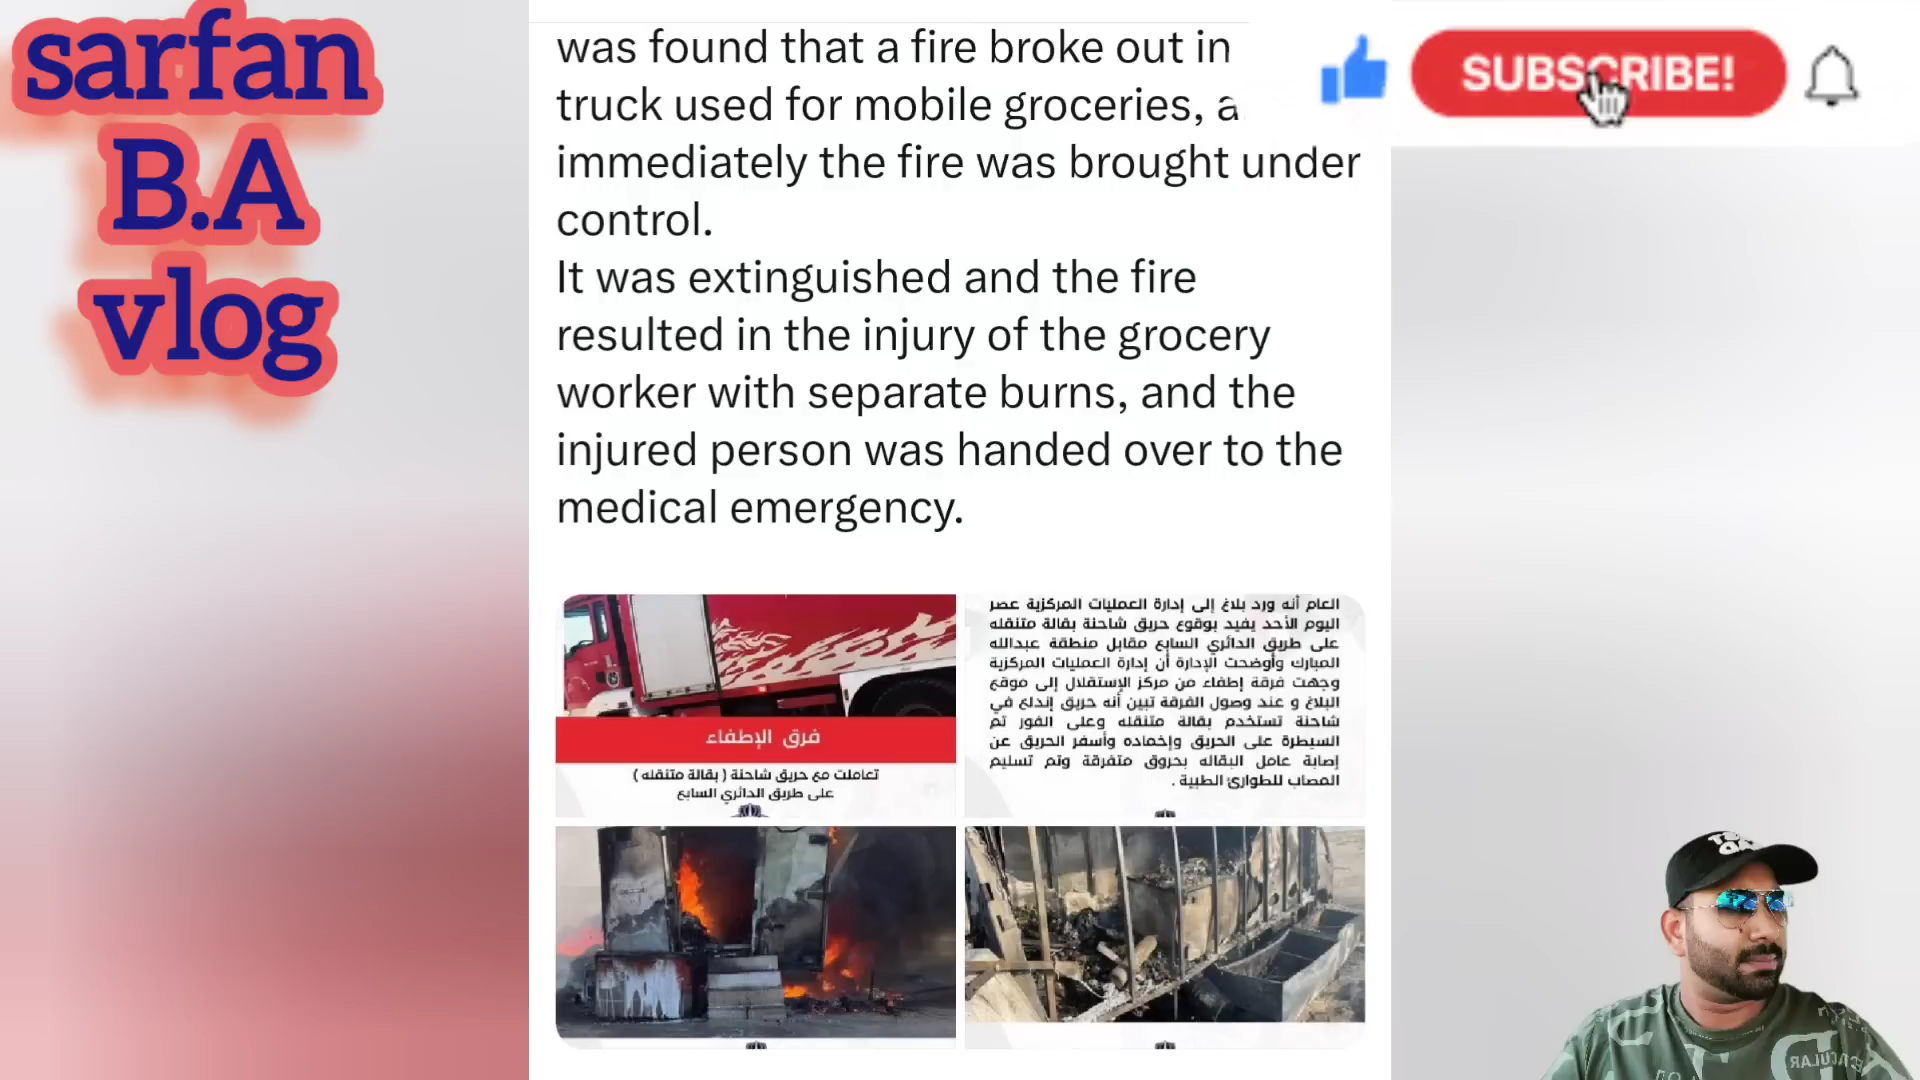 sarfan
B.A
vlog
was found that a fire broke out in
truck used for mobile groceries, a
immediately the fire was brought under
control.
It was extinguished and the fire
resulted in the injury of the grocery
worker with separate burns, and the
injured person was handed over to the
medical emergency.
SUBSCRIBE!
فرق الإطفاء
تعاملت مع حريق شاحنة ( بقالة متنقله )
على طريق الدائري السابع
العام أنه ورد بلاغ إلى إدارة العمليات المركزية عصر
اليوم الأحد يفيد بوقوع حريق شاحنة بقالة متنقله
على طريق الدائري السابع مقابل منطقة عبدالله
المبارك وأوضحت الإدارة أن إدارة العمليات المركزية
وجهت فرقة إطفاء من مركز الإستقلال إلى موقع
البلاغ و عند وصول الفرقة تبين أنه حريق إندلع في
شاحنة تستخدم بقالة متنقله وعلى الفور تم
السيطرة على الحريق وإخماده وأسفر الحريق عن
إصابة عامل البقاله بحروق متفرقة وتم تسليم
المصاب للطوارئ الطبية .